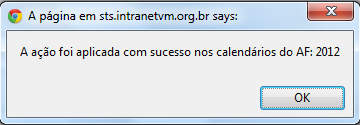 A página em sts.intranetvm.org.br says:
A ação foi aplicada com sucesso nos calendários do AF: 2012
OK